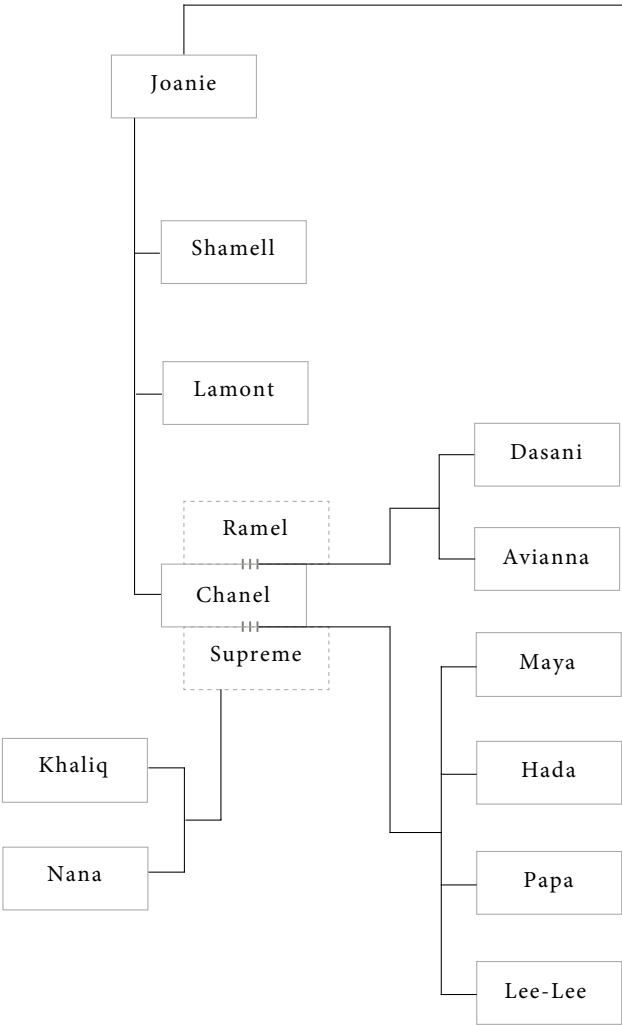 Joanie
Shamell
Lamont
Dasani
Ramel
Avianna
Chanel
Supreme
Maya
Khaliq
Hada
Nana
Papa
Lee-Lee